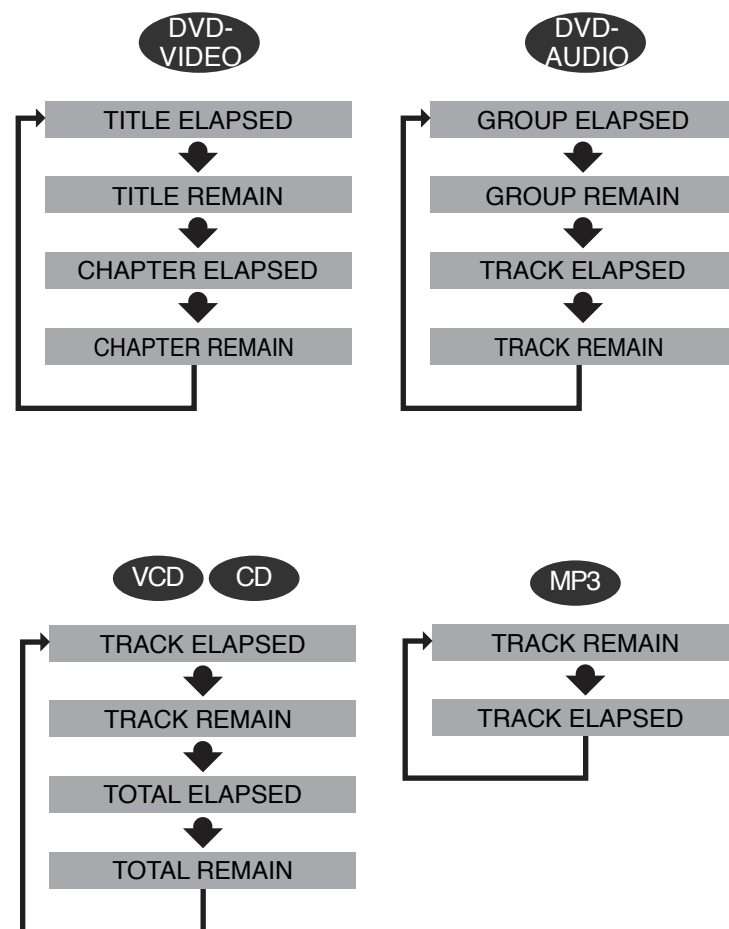 DVD-
VIDEO
TITLE ELAPSED
TITLE REMAIN
CHAPTER ELAPSED
CHAPTER REMAIN
DVD-
AUDIO
GROUP ELAPSED
GROUP REMAIN
TRACK ELAPSED
TRACK REMAIN
VCD CD
TRACK ELAPSED
TRACK REMAIN
TOTAL ELAPSED
TOTAL REMAIN
MP3
TRACK REMAIN
TRACK ELAPSED